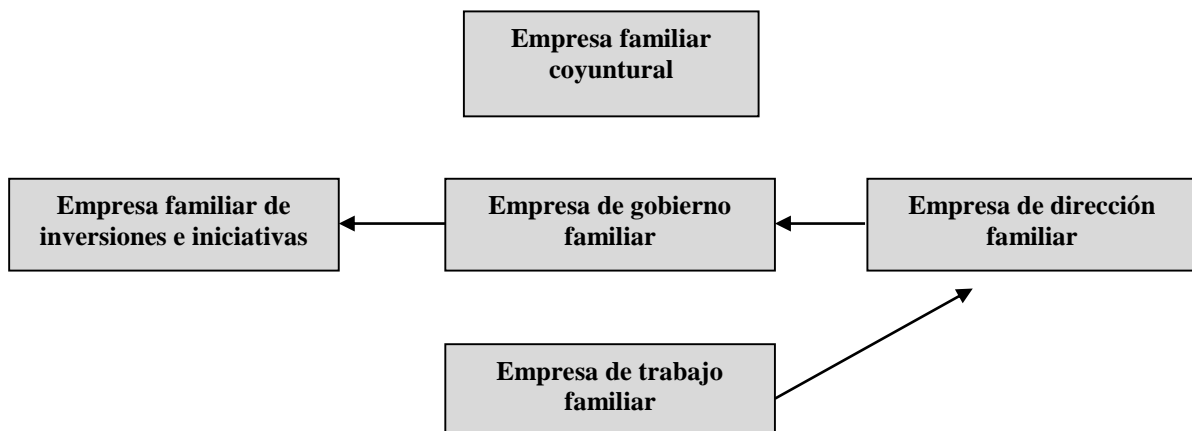 Empresa familiar
coyuntural
Empresa familiar de
inversiones e iniciativas
Empresa de gobierno
familiar
Empresa de dirección
familiar
Empresa de trabajo
familiar